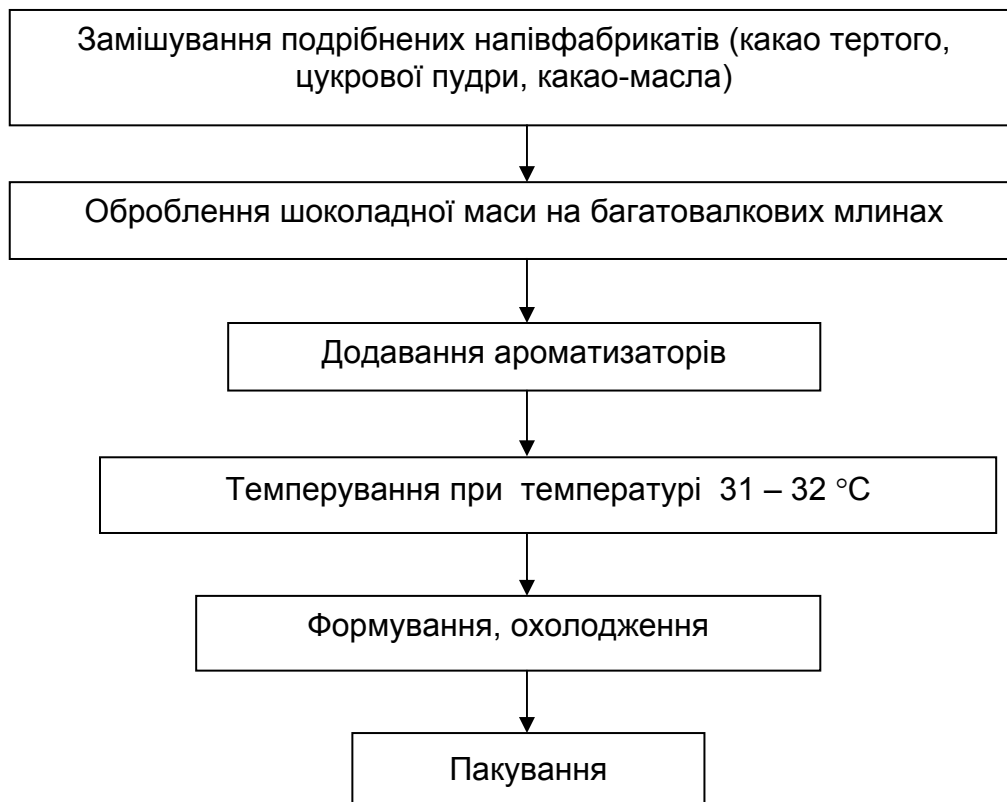 Замішування подрібнених напівфабрикатів (какао тертого,
цукрової пудри, какао-масла)
Оброблення шоколадної маси на багатовалкових млинах
Додавання ароматизаторів
Темперування при температурі 31 – 32 °С
Формування, охолодження
Пакування